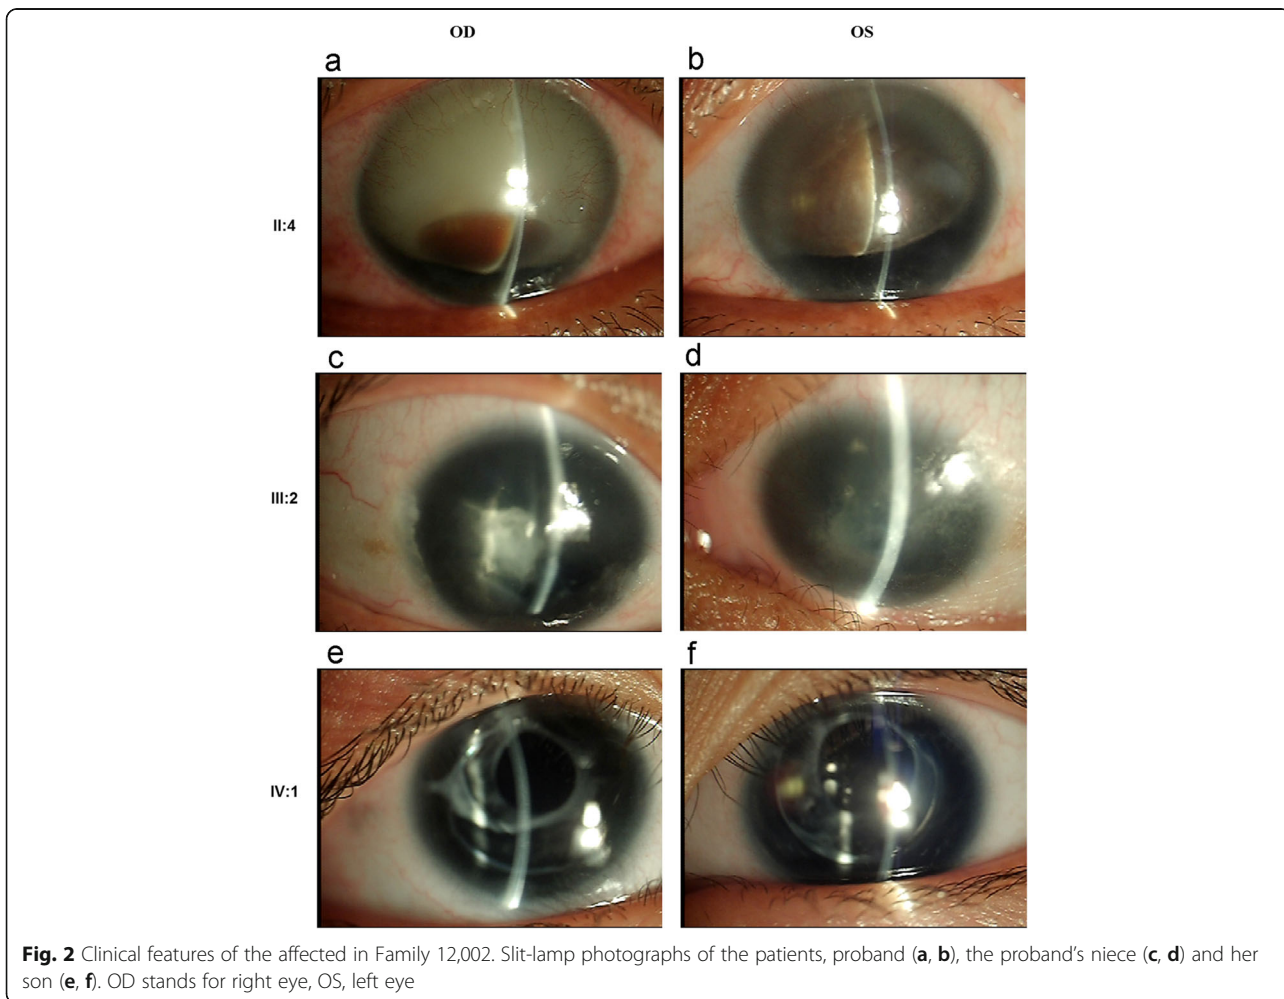 OD OS
a b
II:4
c d
III:2
e f
IV:1
Fig. 2 Clinical features of the affected in Family 12,002. Slit-lamp photographs of the patients, proband (a, b), the proband's niece (c, d) and her
son (e, f). OD stands for right eye, OS, left eye